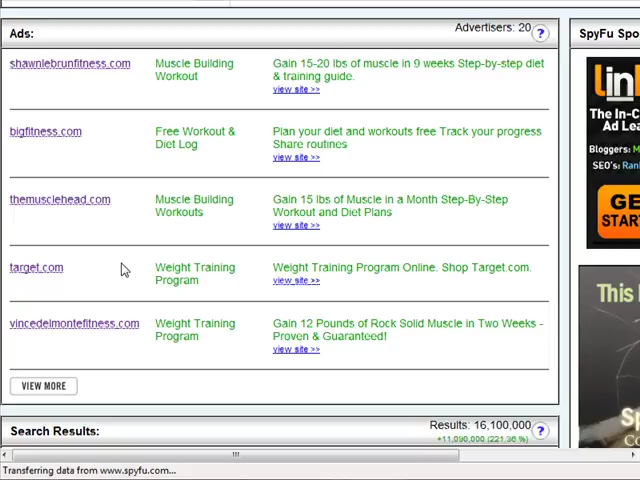 Ads:
Advertisers: 20
?
SpyFu Spo
shawnlebrunfitness.com
Muscle Building
Workout
Gain 15-20 lbs of muscle in 9 weeks Step-by-step diet
& training guide.
view site >>
bigfitness.com
Free Workout &
Diet Log
Plan your diet and workouts free Track your progress
Share routines
view site >>
themusclehead.com
Muscle Building
Workouts
Gain 15 lbs of Muscle in a Month Step-By-Step
Workout and Diet Plans
view site >>
target.com
Weight Training
Program
Weight Training Program Online. Shop Target.com.
view site >>
vincedelmontefitness.com
Weight Training
Program
Gain 12 Pounds of Rock Solid Muscle in Two Weeks -
Proven & Guaranteed!
view site >>
VIEW MORE
Search Results:
Results: 16,100,000
+11,090,000 (221.36 %)
?
Transferring data from www.spyfu.com...
The In-C
Ad Lea
Bloggers: M
SEO's: Ran
GE
START
This
Sp
Co